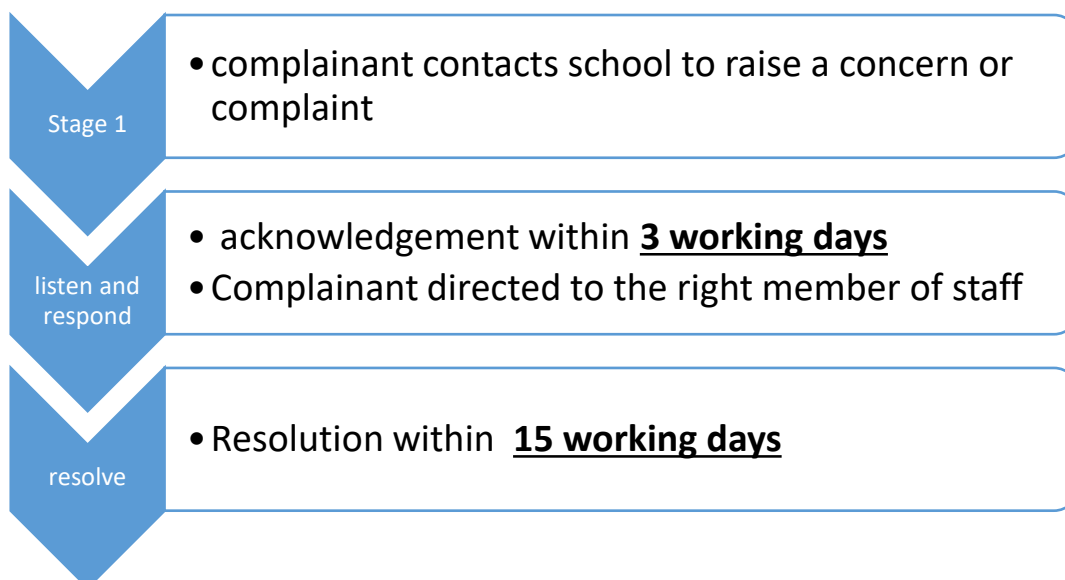 Stage 1
• complainant contacts school to raise a concern or
complaint
listen and
respond
• acknowledgement within 3 working days
• Complainant directed to the right member of staff
resolve
• Resolution within 15 working days